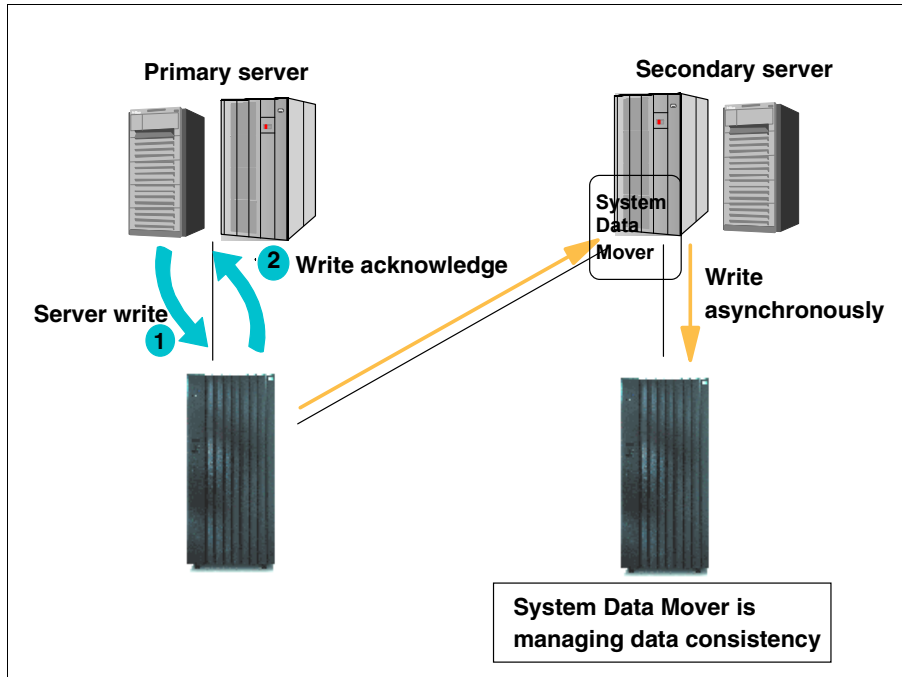 Primary server
Secondary server
System
Data
Mover
2
Write acknowledge
Write
asynchronously
Server write
1
System Data Mover is
managing data consistency